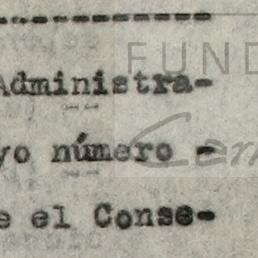 ----------
Administra-
yo número -
e el Conse-
FUND